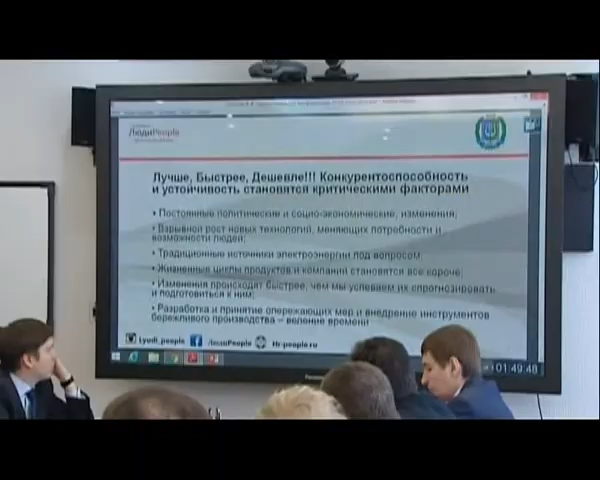 ЛюдиPeople
Лучше, Быстрее, Дешевле!!! Конкурентоспособность
и устойчивость становятся критическими факторами
• Постоянные политические и социо-экономические, изменения;
• Взрывной рост новых технологий, меняющих потребности и
возможности людей;
• Традиционные источники электроэнергии под вопросом;
• Жизненные циклы продуктов и компаний становятся все короче;
• Изменения происходят быстрее, чем мы успеваем их спрогнозировать
и подготовиться к ним;
• Разработка и принятие опережающих мер и внедрение инструментов
бережливого производства – веление времени
Lyudi_people ЛюдиPeople hr-people.ru
01:49:48